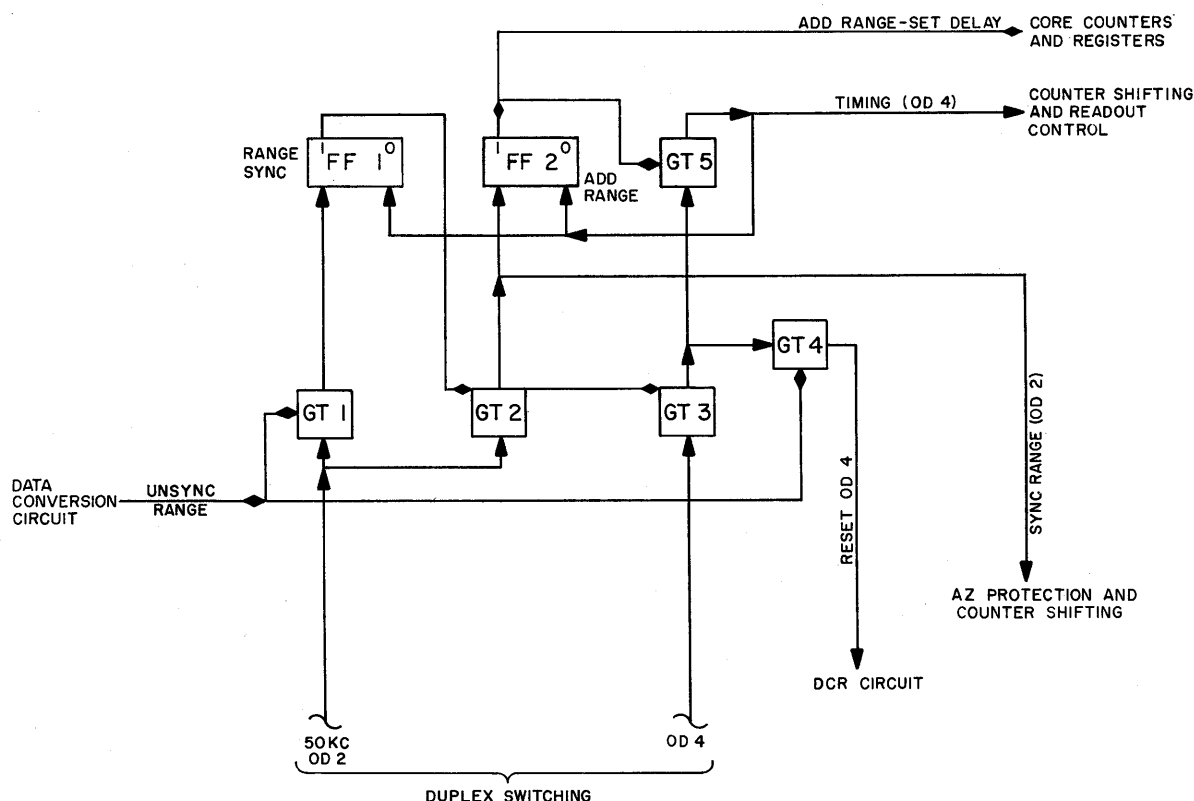 ADD RANGE-SET DELAY
CORE COUNTERS
AND REGISTERS
TIMING (OD 4)
COUNTER SHIFTING
AND READOUT
CONTROL
RANGE
SYNC
1 FF 1 0
1 FF 2 0
ADD
RANGE
GT 5
GT 4
GT 1
GT 2
GT 3
DATA
CONVERSION
CIRCUIT
UNSYNC
RANGE
RESET OD 4
SYNC RANGE (OD 2)
AZ PROTECTION AND
COUNTER SHIFTING
DCR CIRCUIT
50KC
OD 2
OD 4
DUPLEX SWITCHING